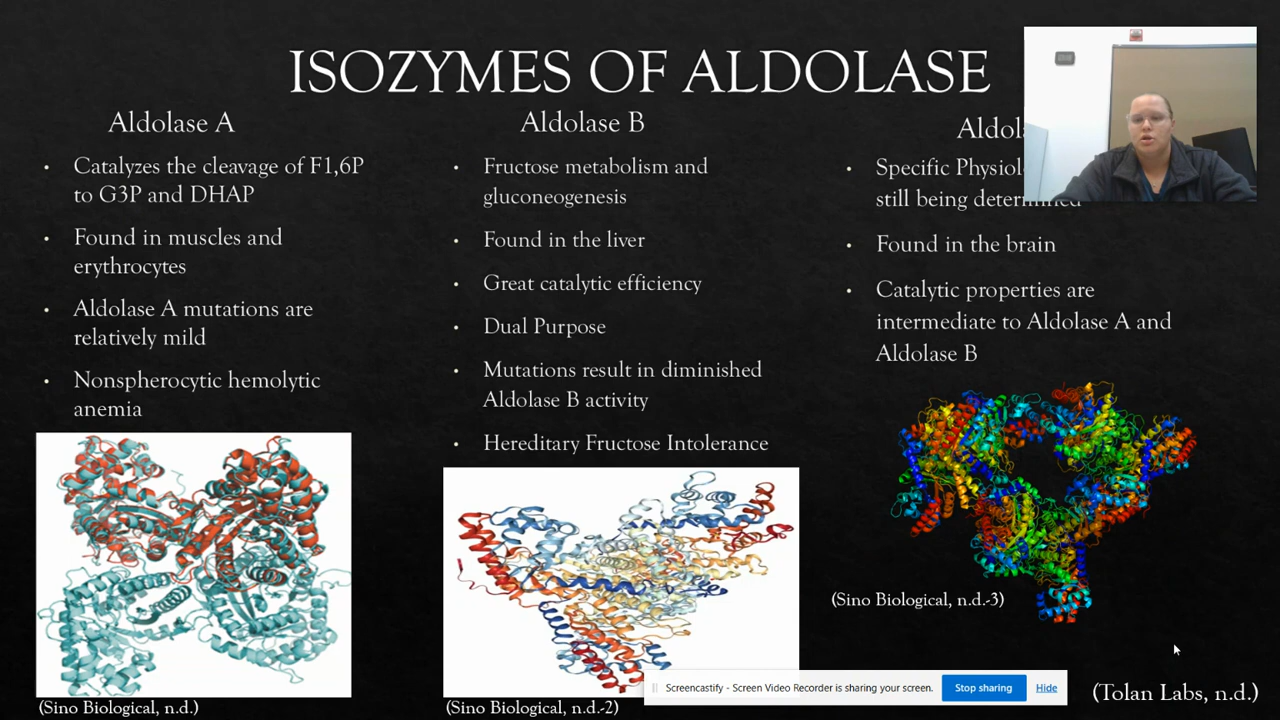 ISOZYMES OF ALDOLASE
Aldolase A
• Catalyzes the cleavage of F1,6P
to G3P and DHAP
• Found in muscles and
erythrocytes
• Aldolase A mutations are
relatively mild
• Nonspherocytic hemolytic
anemia
(Sino Biological, n.d.)
Aldolase B
• Fructose metabolism and
gluconeogenesis
• Found in the liver
• Great catalytic efficiency
• Dual Purpose
• Mutations result in diminished
Aldolase B activity
• Hereditary Fructose Intolerance
(Sino Biological, n.d.-2)
• Specific
still being determined
• Found in the brain
• Catalytic properties are
intermediate to Aldolase A and
Aldolase B
(Sino Biological, n.d.-3)
(Tolan Labs, n.d.)
Screencastify - Screen Video Recorder is sharing your screen.
Stop sharing
Hide